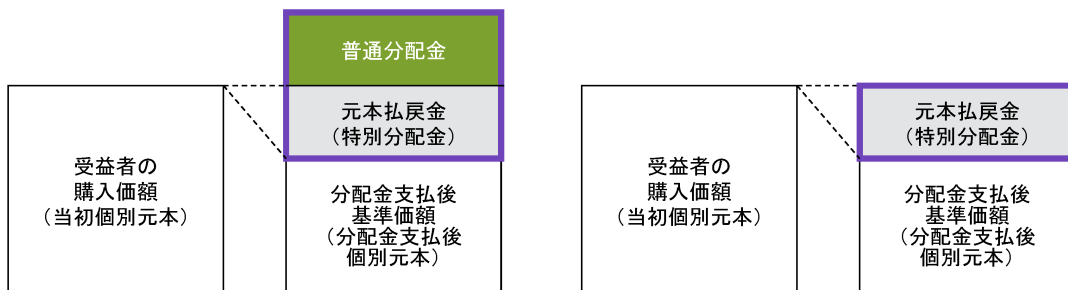 普通分配金
元本払戻金
（特別分配金）
受益者の
購入価額
（当初個別元本）
分配金支払後
基準価額
（分配金支払後
個別元本）
元本払戻金
（特別分配金）
受益者の
購入価額
（当初個別元本）
分配金支払後
基準価額
（分配金支払後
個別元本）